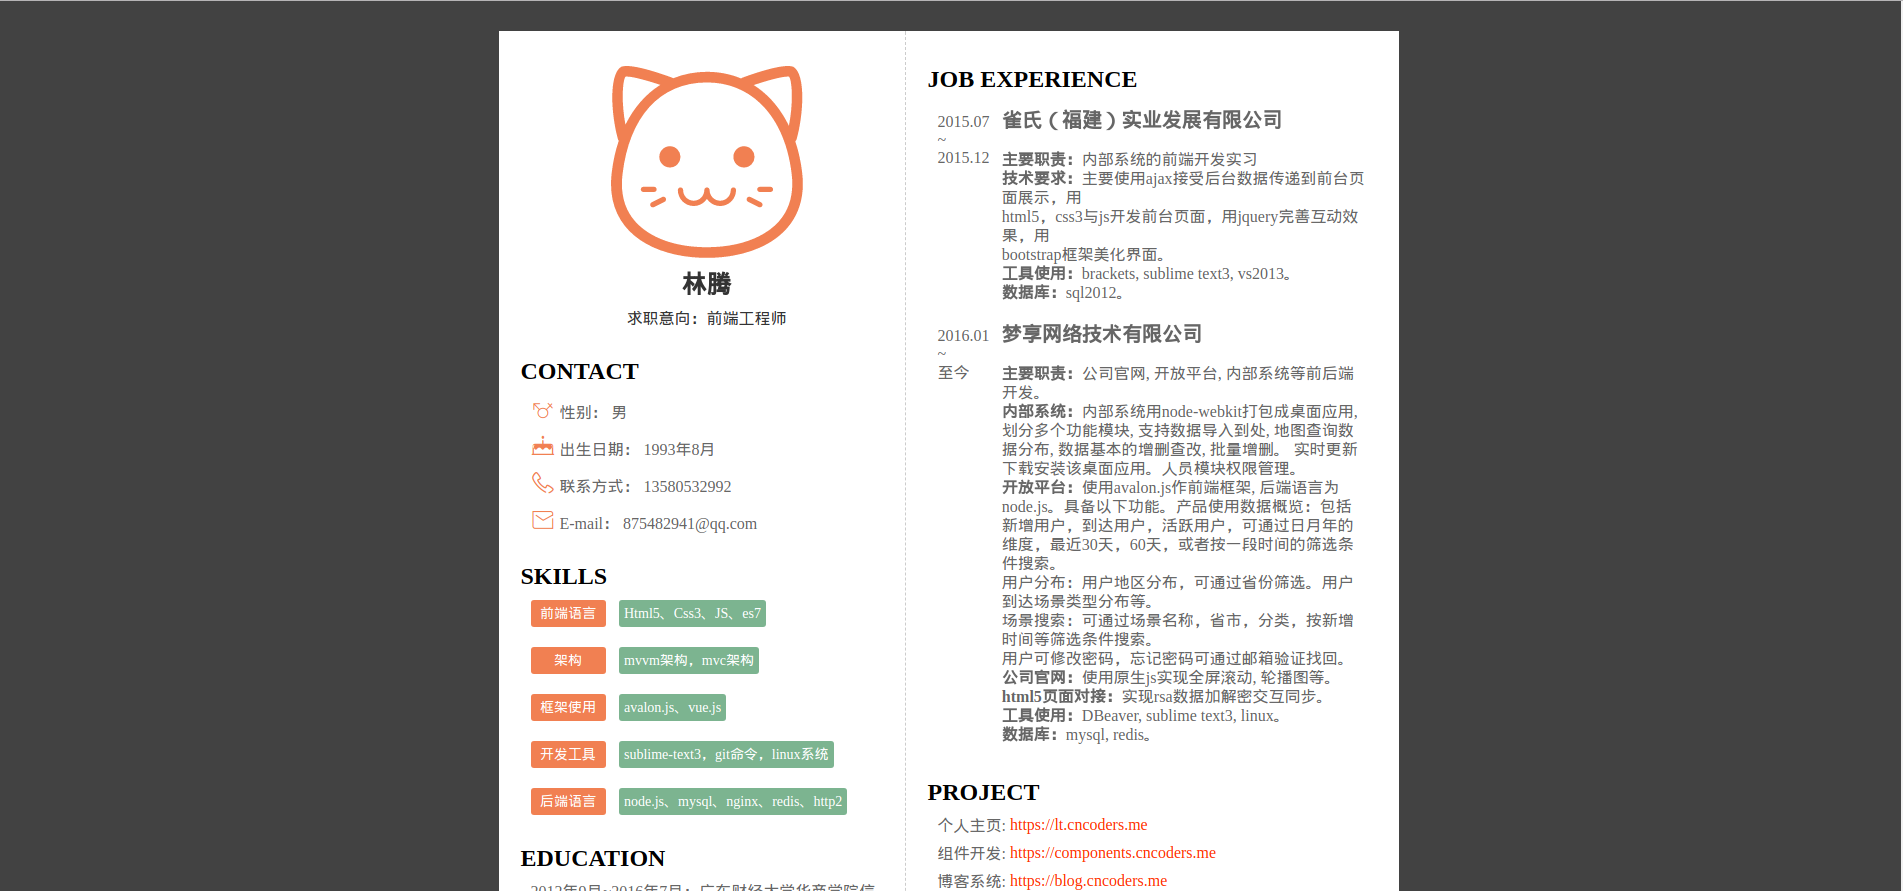 林腾
求职意向：前端工程师
CONTACT
性别： 男
出生日期： 1993年8月
联系方式： 13580532992
E-mail： 875482941@qq.com
SKILLS
前端语言 Html5、Css3、JS、es7
架构 mvvm架构，mvc架构
框架使用 avalon.js、vue.js
开发工具 sublime-text3，git命令，linux系统
后端语言 node.js、mysql、nginx、redis、http2
EDUCATION
2012年9月~2016年7月：广东财经大学华商学院信
JOB EXPERIENCE
2015.07
~
2015.12
雀氏（福建）实业发展有限公司
主要职责：内部系统的前端开发实习
技术要求：主要使用ajax接受后台数据传递到前台页
面展示，用
html5，css3与js开发前台页面，用jquery完善互动效
果，用
bootstrap框架美化界面。
工具使用：brackets, sublime text3, vs2013。
数据库：sql2012。
2016.01
~
至今
梦享网络技术有限公司
主要职责：公司官网, 开放平台, 内部系统等前后端
开发。
内部系统：内部系统用node-webkit打包成桌面应用,
划分多个功能模块, 支持数据导入到处, 地图查询数
据分布, 数据基本的增删查改, 批量增删。 实时更新
下载安装该桌面应用。人员模块权限管理。
开放平台：使用avalon.js作前端框架, 后端语言为
node.js。具备以下功能。产品使用数据概览：包括
新增用户，到达用户，活跃用户，可通过日月年的
维度，最近30天，60天，或者按一段时间的筛选条
件搜索。
用户分布：用户地区分布，可通过省份筛选。用户
到达场景类型分布等。
场景搜索：可通过场景名称，省市，分类，按新增
时间等筛选条件搜索。
用户可修改密码，忘记密码可通过邮箱验证找回。
公司官网：使用原生js实现全屏滚动, 轮播图等。
html5页面对接：实现rsa数据加解密交互同步。
工具使用：DBeaver, sublime text3, linux。
数据库：mysql, redis。
PROJECT
个人主页: https://lt.cncoders.me
组件开发: https://components.cncoders.me
博客系统: https://blog.cncoders.me